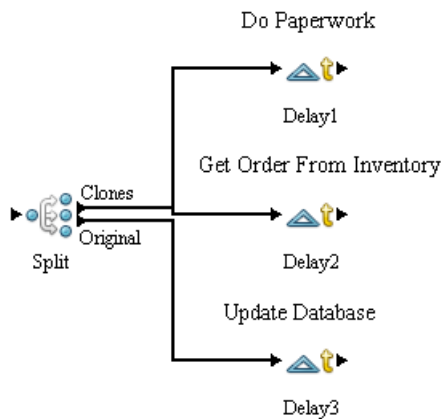 Do Paperwork
Delay1
Get Order From Inventory
Clones
Original
Split
Delay2
Update Database
Delay3